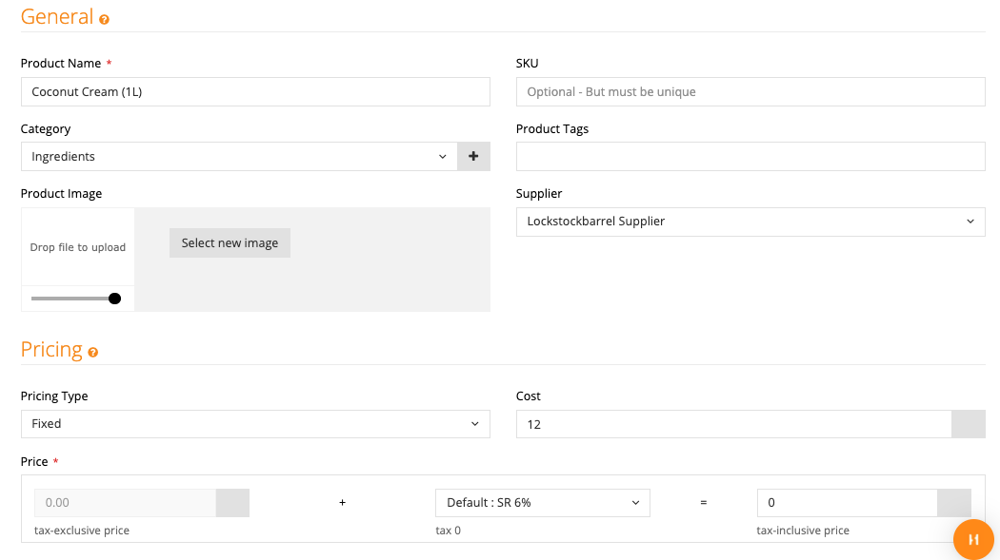 General ?
Product Name *
SKU
Coconut Cream (1L)
Optional - But must be unique
Category
Product Tags
Ingredients
+
Product Image
Supplier
Drop file to upload
Select new image
Lockstockbarrel Supplier
Pricing ?
Pricing Type
Cost
Fixed
12
Price *
0.00
+
Default : SR 6%
=
0
tax-exclusive price
tax 0
tax-inclusive price